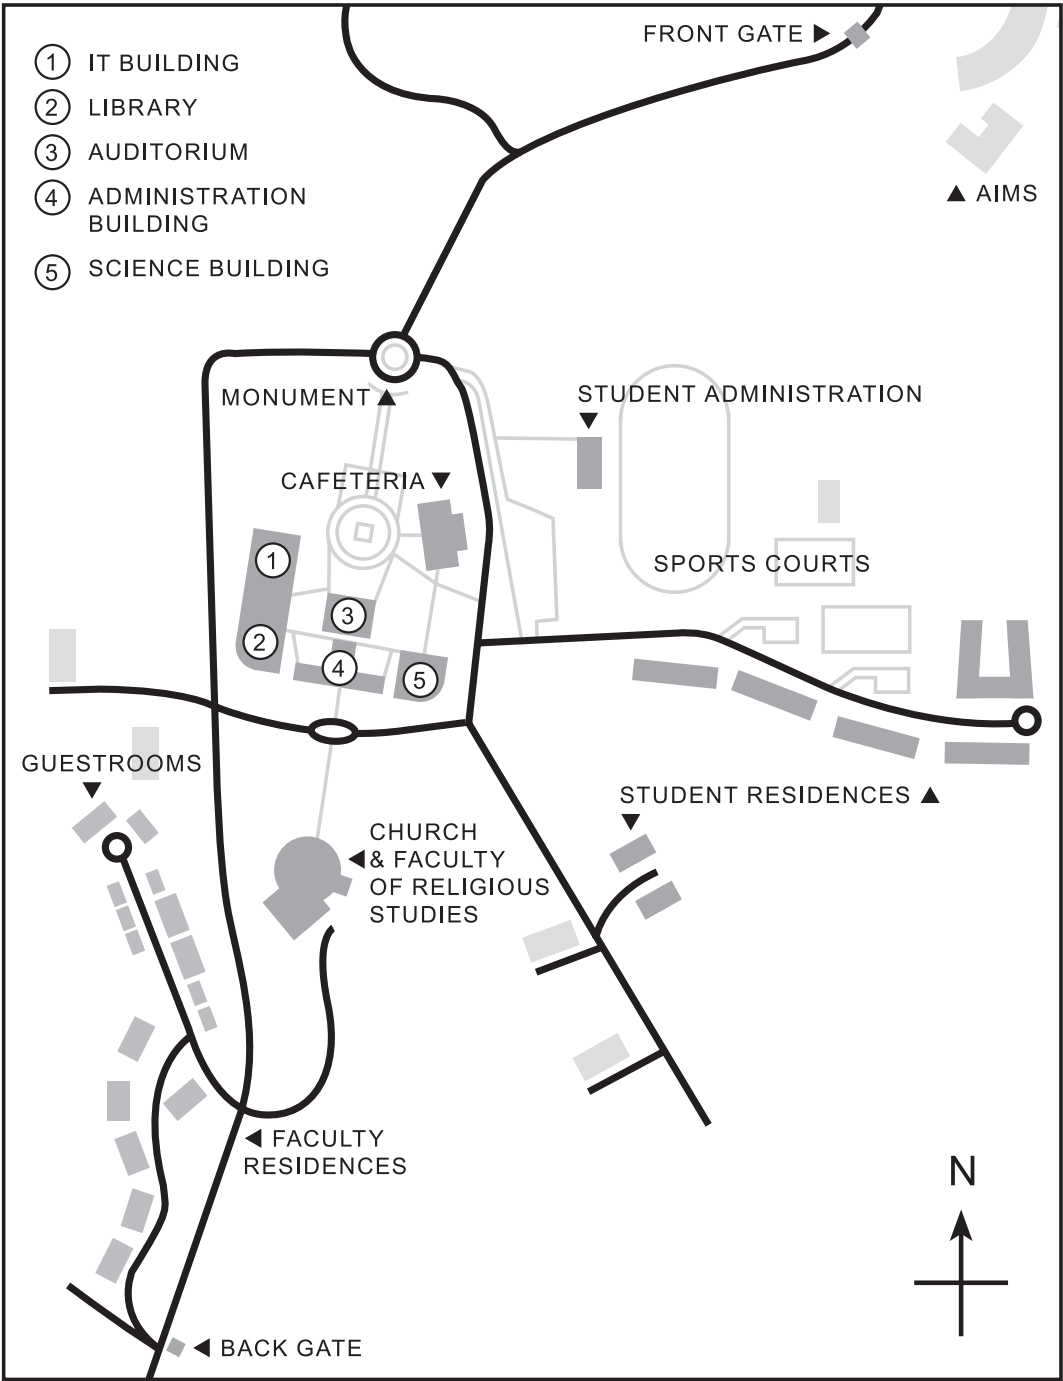 FRONT GATE ►
1 IT BUILDING
2 LIBRARY
3 AUDITORIUM
4 ADMINISTRATION
BUILDING
5 SCIENCE BUILDING
▲ AIMS
MONUMENT ▲
STUDENT ADMINISTRATION
▼
CAFETERIA ▼
1
SPORTS COURTS
3
2
4
5
GUESTROOMS
▼
STUDENT RESIDENCES ▲
▼
CHURCH
◄ & FACULTY
OF RELIGIOUS
STUDIES
◄ FACULTY
RESIDENCES
N
◄ BACK GATE